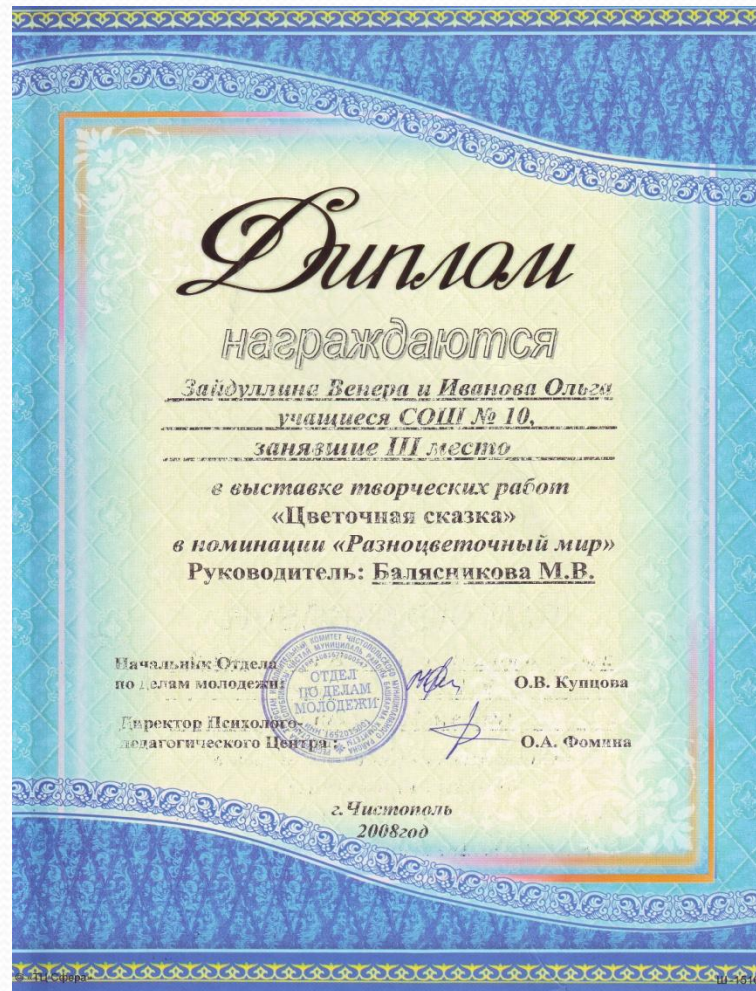 Диплом
награждаются
Зайдуллина Венера и Иванова Ольга
учащиеся СОШ № 10,
занявшие III место
в выставке творческих работ
«Цветочная сказка»
в номинации «Разноцветочный мир»
Руководитель: Балясникова М.В.
Начальник Отдела
по делам молодежи:
О.В. Купцова
ОТДЕЛ
ПО ДЕЛАМ
МОЛОДЕЖИ
Директор Психолого-
педагогического Центра:
О.А. Фомина
г.Чистополь
2008год
© «ТЦ Сфера»